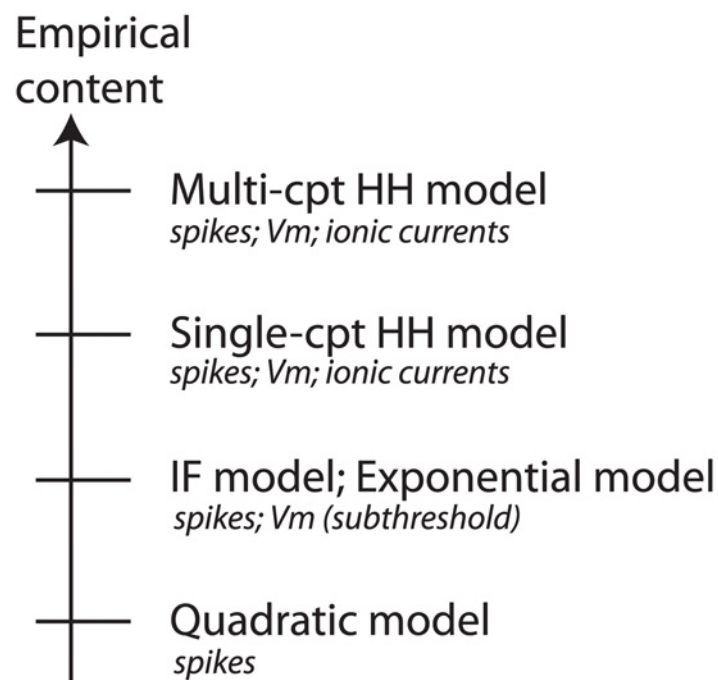 Empirical
content
Multi-cpt HH model
spikes; Vm; ionic currents
Single-cpt HH model
spikes; Vm; ionic currents
IF model; Exponential model
spikes; Vm (subthreshold)
Quadratic model
spikes